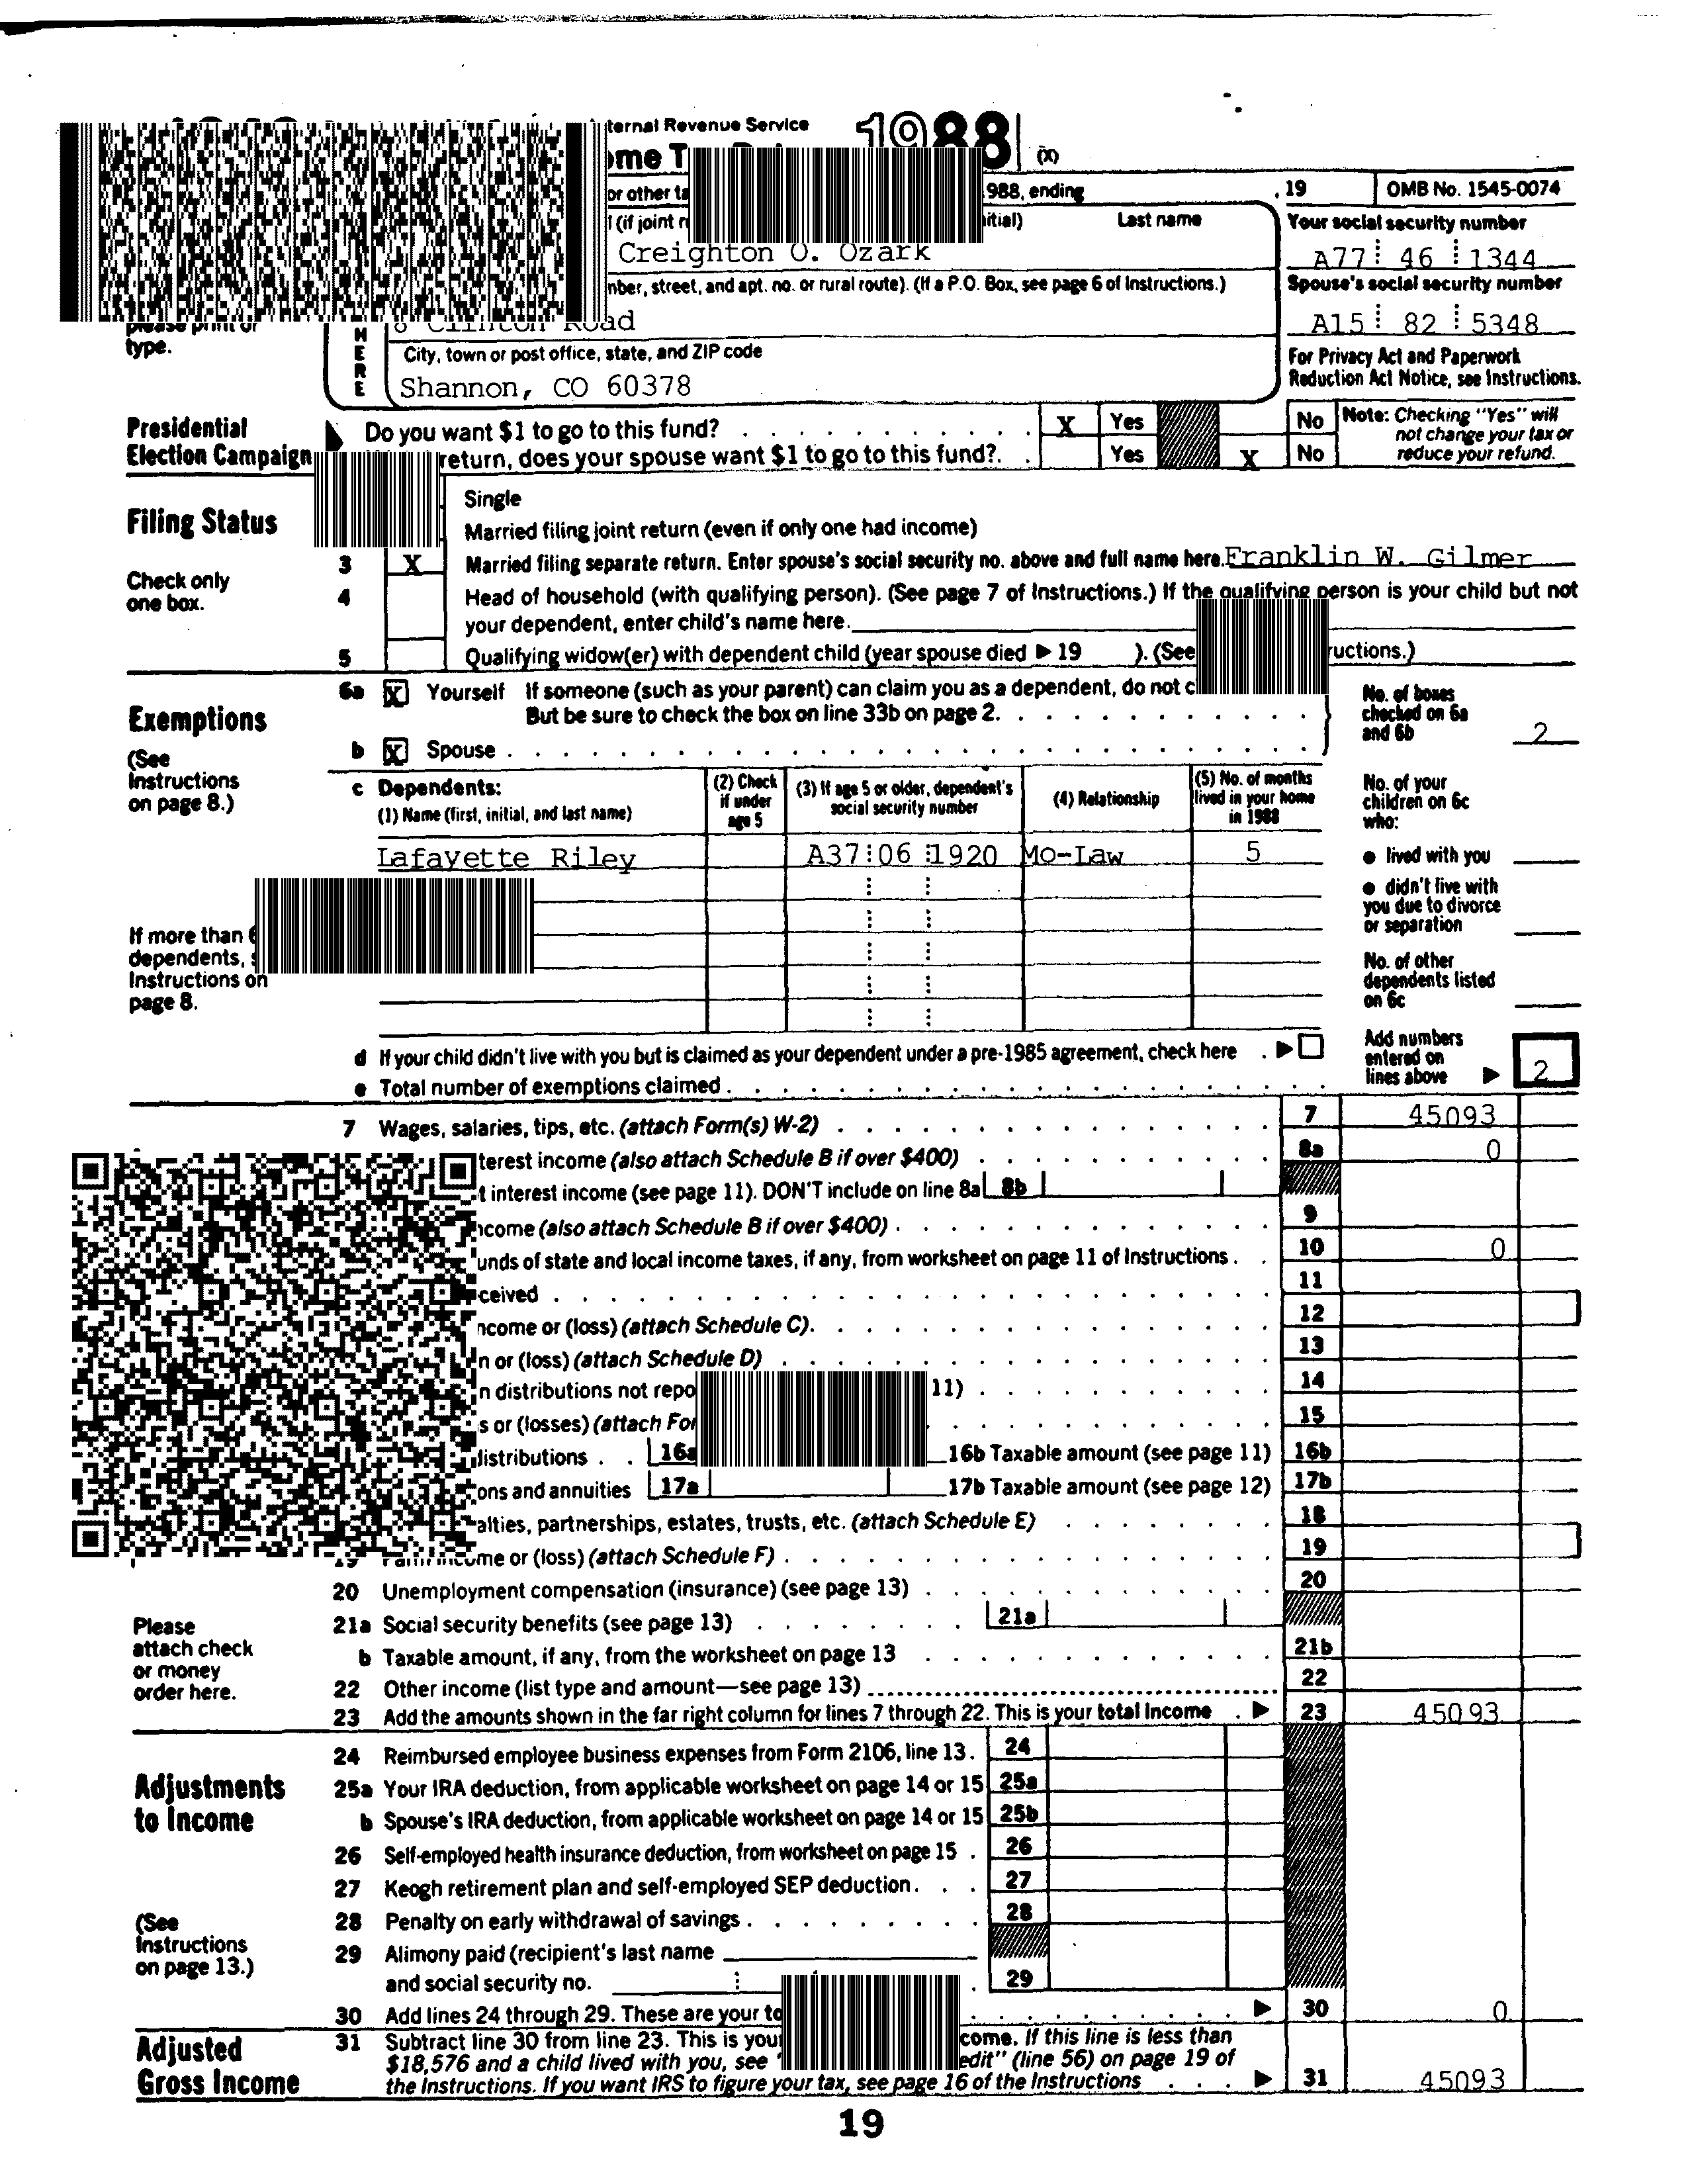 ternal Revenue Service 1988 (X)
or other 988, ending , 19 OMB No. 1545-0074
(if joint itial) Last name Your social security number
Creighton O. Ozark A77 46 1344
street, and apt. no. or rural route). (If a P.O. Box, see page 6 of Instructions.) Spouse's social security number
Road A15 82 5348
please print or
type.
HERE
City, town or post office, state, and ZIP code For Privacy Act and Paperwork
Shannon, CO 60378 Reduction Act Notice, see Instructions.
Presidential Do you want $1 to go to this fund? X Yes No Note: Checking "Yes" will
not change your tax or
Election Campaign return, does your spouse want $1 to go to this fund? Yes X No reduce your refund.
Single
Filing Status Married filing joint return (even if only one had income)
3 X Married filing separate return. Enter spouse's social security no. above and full name here. Franklin W. Gilmer
Check only
one box.
4 Head of household (with qualifying person). (See page 7 of Instructions.) If the qualifying person is your child but not
your dependent, enter child's name here.
5 Qualifying widow(er) with dependent child (year spouse died ▶ 19 ). (See ructions.)
6a X Yourself If someone (such as your parent) can claim you as a dependent, do not c
Exemptions But be sure to check the box on line 33b on page 2.
No. of boxes
checked on 6a
and 6b 2
b X Spouse
(See
Instructions
on page 8.)
c Dependents:
(1) Name (first, initial, and last name)
(2) Check
if under
age 5
(3) If age 5 or older, dependent's
social security number
(4) Relationship
(5) No. of months
lived in your home
in 1988
No. of your
children on 6c
who:
Lafayette Riley A37 06 1920 Mo-Law 5
● lived with you
● didn't live with
you due to divorce
or separation
If more than 6
dependents,
Instructions on
page 8.
No. of other
dependents listed
on 6c
d If your child didn't live with you but is claimed as your dependent under a pre-1985 agreement, check here ▶
e Total number of exemptions claimed
Add numbers
entered on
lines above ▶ 2
7 Wages, salaries, tips, etc. (attach Form(s) W-2) 7 45093
terest income (also attach Schedule B if over $400) 8a 0
t interest income (see page 11). DON'T include on line 8a 8b
ncome (also attach Schedule B if over $400) 9
unds of state and local income taxes, if any, from worksheet on page 11 of Instructions 10 0
ceived 11
ncome or (loss) (attach Schedule C) 12
n or (loss) (attach Schedule D) 13
n distributions not repo 11) 14
s or (losses) (attach For 15
distributions 16a 16b Taxable amount (see page 11) 16b
ons and annuities 17a 17b Taxable amount (see page 12) 17b
alties, partnerships, estates, trusts, etc. (attach Schedule E) 18
19 Farm income or (loss) (attach Schedule F) 19
20 Unemployment compensation (insurance) (see page 13) 20
21a Social security benefits (see page 13) 21a
b Taxable amount, if any, from the worksheet on page 13 21b
Please
attach check
or money
order here.
22 Other income (list type and amount—see page 13) 22
23 Add the amounts shown in the far right column for lines 7 through 22. This is your total income ▶ 23 45093
24 Reimbursed employee business expenses from Form 2106, line 13 24
Adjustments
to Income
25a Your IRA deduction, from applicable worksheet on page 14 or 15 25a
b Spouse's IRA deduction, from applicable worksheet on page 14 or 15 25b
26 Self-employed health insurance deduction, from worksheet on page 15 26
27 Keogh retirement plan and self-employed SEP deduction 27
28 Penalty on early withdrawal of savings 28
(See
Instructions
on page 13.)
29 Alimony paid (recipient's last name
and social security no. 29
30 Add lines 24 through 29. These are your to ▶ 30 0
Adjusted
Gross Income
31 Subtract line 30 from line 23. This is your come. If this line is less than
$18,576 and a child lived with you, see edit" (line 56) on page 19 of
the Instructions. If you want IRS to figure your tax, see page 16 of the Instructions ▶ 31 45093
19